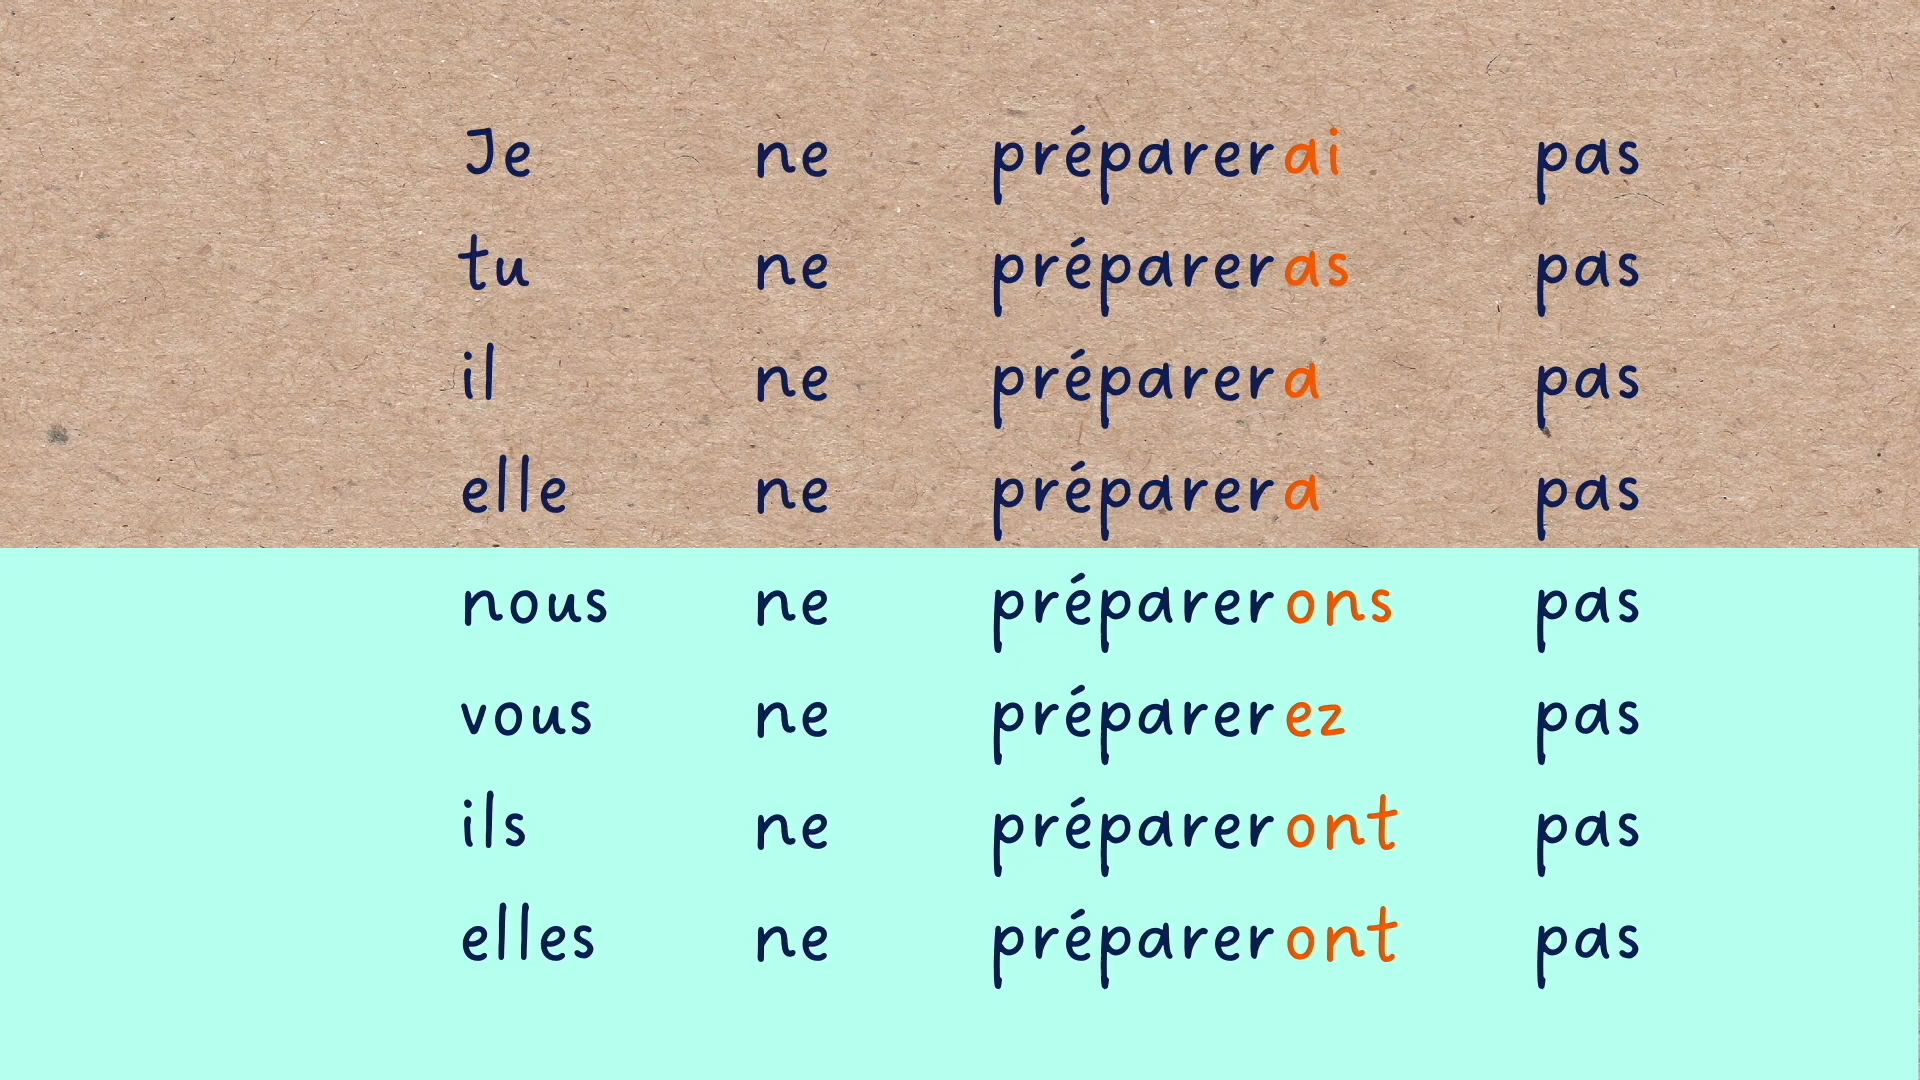 Je ne préparerai pas
tu ne prépareras pas
il ne préparera pas
elle ne préparera pas
nous ne préparerons pas
vous ne préparerez pas
ils ne prépareront pas
elles ne prépareront pas